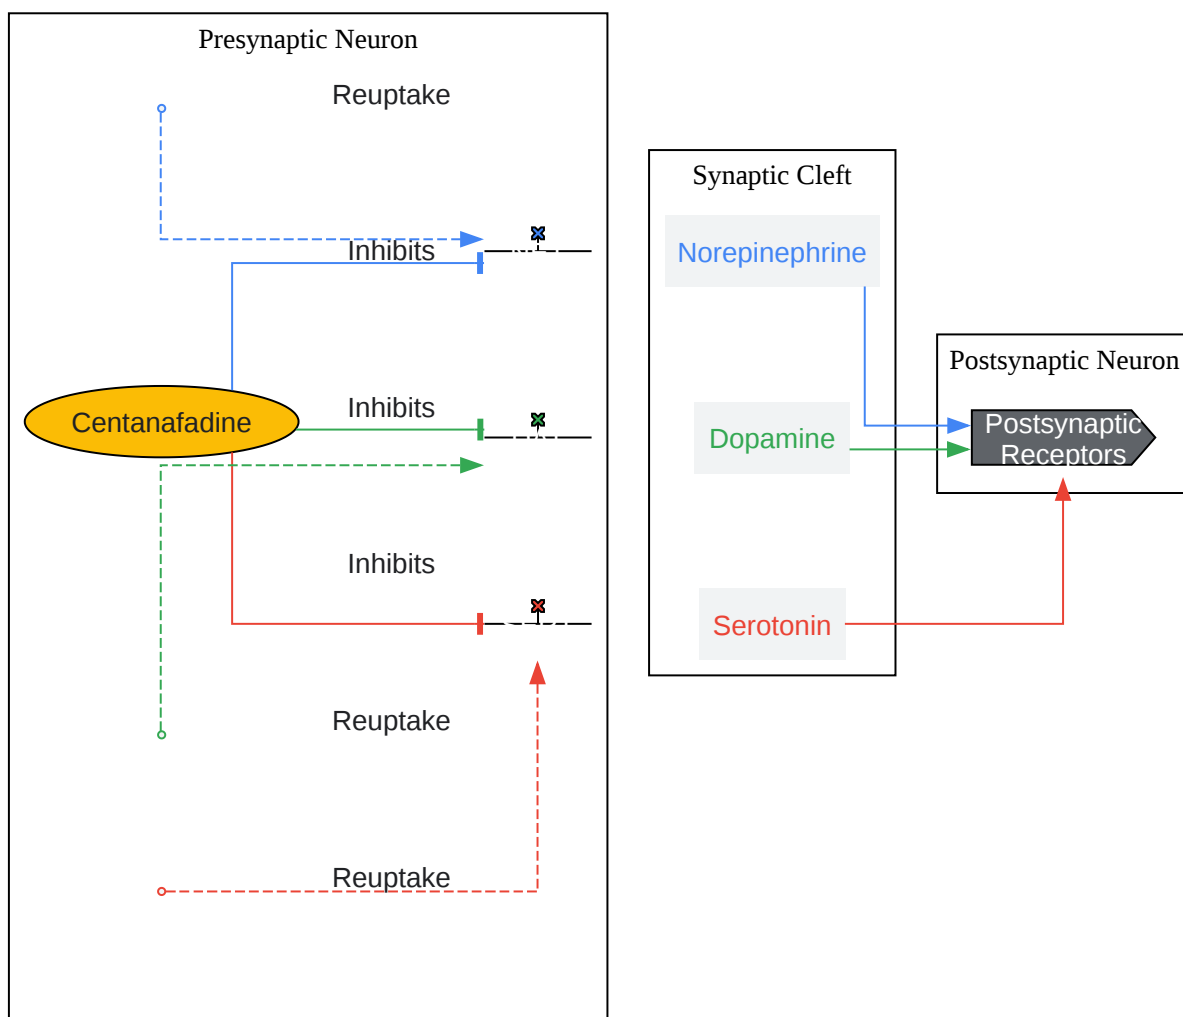 Presynaptic Neuron
Reuptake
Inhibits
Centanafadine
Inhibits
Inhibits
Reuptake
Reuptake
Synaptic Cleft
Norepinephrine
Dopamine
Serotonin
Postsynaptic Neuron
Postsynaptic
Receptors